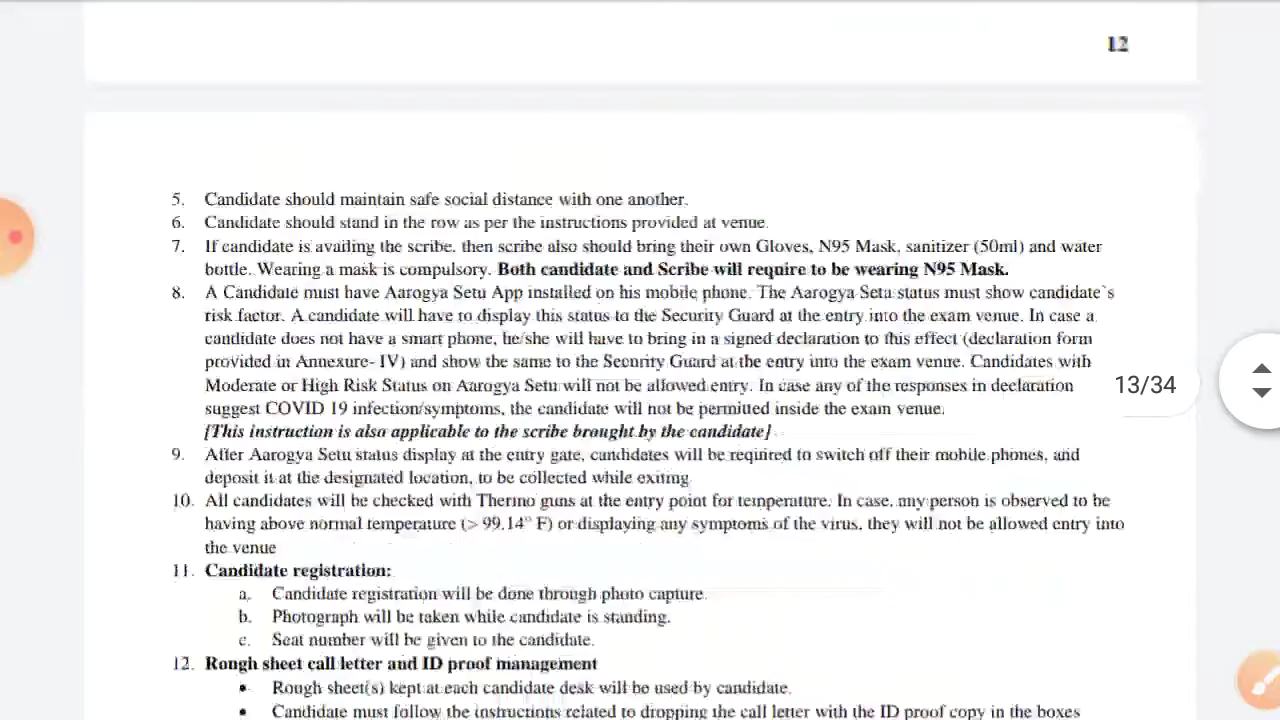 12
5. Candidate should maintain safe social distance with one another.
6. Candidate should stand in the row as per the instructions provided at venue.
7. If candidate is availing the scribe, then scribe also should bring their own Gloves, N95 Mask, sanitizer (50ml) and water
bottle. Wearing a mask is compulsory. Both candidate and Scribe will require to be wearing N95 Mask.
8. A Candidate must have Aarogya Setu App installed on his mobile phone. The Aarogya Setu status must show candidate`s
risk factor. A candidate will have to display this status to the Security Guard at the entry into the exam venue. In case a
candidate does not have a smart phone, he/she will have to bring in a signed declaration to this effect (declaration form
provided in Annexure- IV) and show the same to the Security Guard at the entry into the exam venue. Candidates with
Moderate or High Risk Status on Aarogya Setu will not be allowed entry. In case any of the responses in declaration
13/34
suggest COVID 19 infection/symptoms, the candidate will not be permitted inside the exam venue.
[This instruction is also applicable to the scribe brought by the candidate]
9. After Aarogya Setu status display at the entry gate, candidates will be required to switch off their mobile phones, and
deposit it at the designated location, to be collected while exiting
10. All candidates will be checked with Thermo guns at the entry point for temperature. In case, any person is observed to be
having above normal temperature (> 99.14° F) or displaying any symptoms of the virus, they will not be allowed entry into
the venue
11. Candidate registration:
a. Candidate registration will be done through photo capture.
b. Photograph will be taken while candidate is standing.
c. Seat number will be given to the candidate.
12. Rough sheet call letter and ID proof management
• Rough sheet(s) kept at each candidate desk will be used by candidate.
• Candidate must follow the instructions related to dropping the call letter with the ID proof copy in the boxes